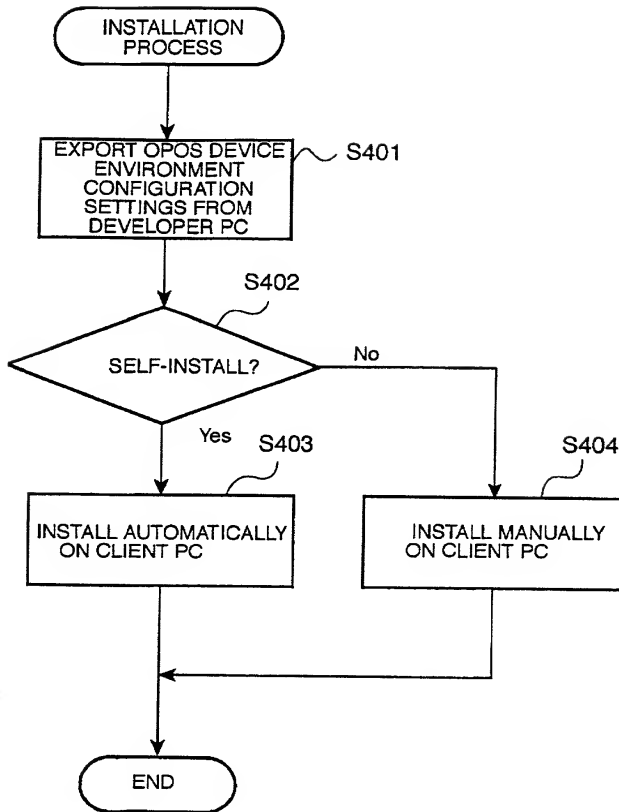 INSTALLATION
PROCESS
EXPORT OPOS DEVICE
ENVIRONMENT
CONFIGURATION
SETTINGS FROM
DEVELOPER PC
S401
S402
SELF-INSTALL?
No
Yes
S403
S404
INSTALL AUTOMATICALLY
ON CLIENT PC
INSTALL MANUALLY
ON CLIENT PC
END